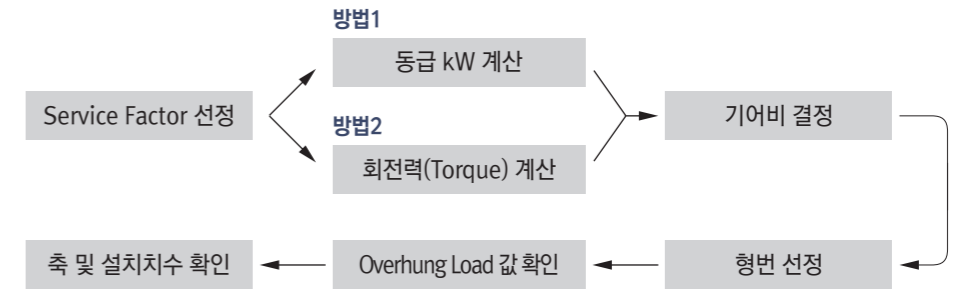 방법1
동급 kW 계산
Service Factor 선정
방법2
회전력(Torque) 계산
기어비 결정
형번 선정
Overhung Load 값 확인
축 및 설치치수 확인